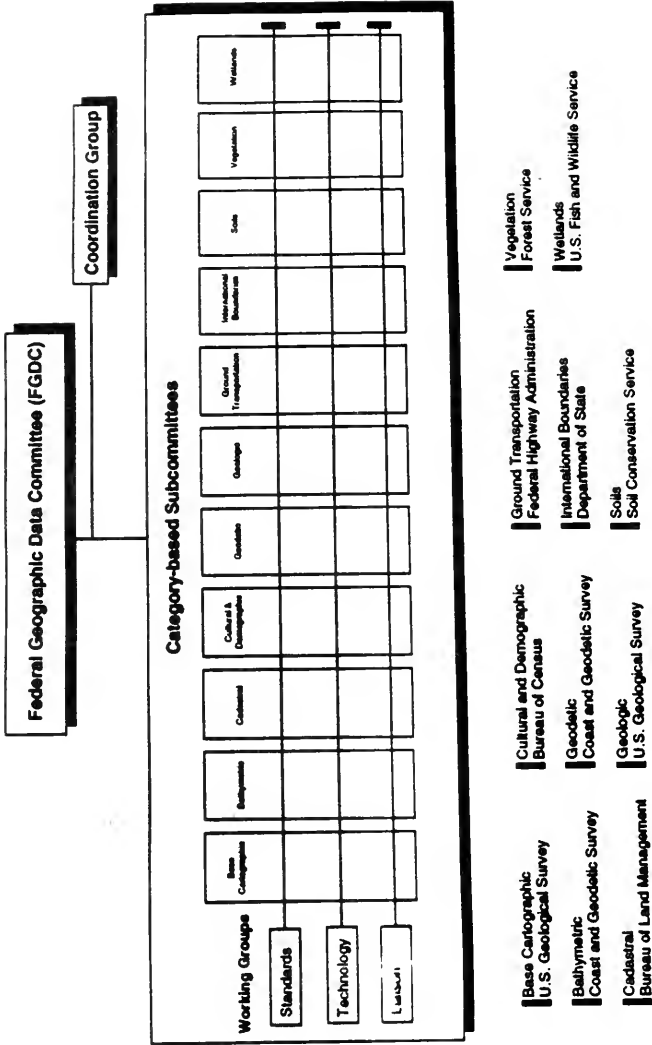 Federal Geographic Data Committee (FGDC)
Coordination Group
Category-based Subcommittees
Working Groups
Base
Cartographic
Bathymetric
Cadastral
Cultural &
Demographic
Geodetic
Geologic
Ground
Transportation
International
Boundaries
Soils
Vegetation
Wetlands
Standards
Technology
Liaison
Base Cartographic
U.S. Geological Survey
Bathymetric
Coast and Geodetic Survey
Cadastral
Bureau of Land Management
Cultural and Demographic
Bureau of Census
Geodetic
Coast and Geodetic Survey
Geologic
U.S. Geological Survey
Ground Transportation
Federal Highway Administration
International Boundaries
Department of State
Soils
Soil Conservation Service
Vegetation
Forest Service
Wetlands
U.S. Fish and Wildlife Service